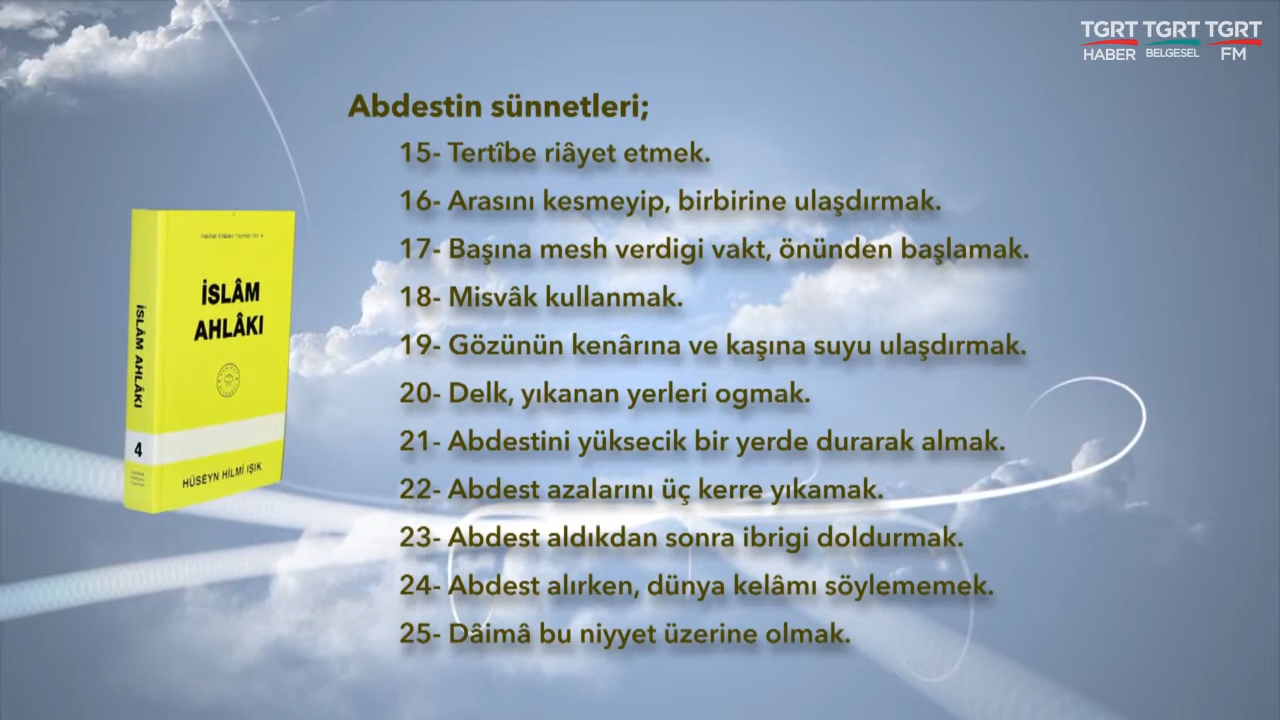 TGRT TGRT TGRT
HABER BELGESEL FM
Abdestin sünnetleri;
15- Tertîbe riâyet etmek.
16- Arasını kesmeyip, birbirine ulaşdırmak.
17- Başına mesh verdigi vakt, önünden başlamak.
18- Misvâk kullanmak.
19- Gözünün kenârına ve kaşına suyu ulaşdırmak.
20- Delk, yıkanan yerleri ogmak.
21- Abdestini yüksecik bir yerde durarak almak.
22- Abdest azalarını üç kerre yıkamak.
23- Abdest aldıkdan sonra ibrigi doldurmak.
24- Abdest alırken, dünya kelâmı söylememek.
25- Dâimâ bu niyyet üzerine olmak.
İSLÂM
AHLÂKI
HÜSEYN HİLMİ IŞIK
İSLÂM AHLÂKI
4